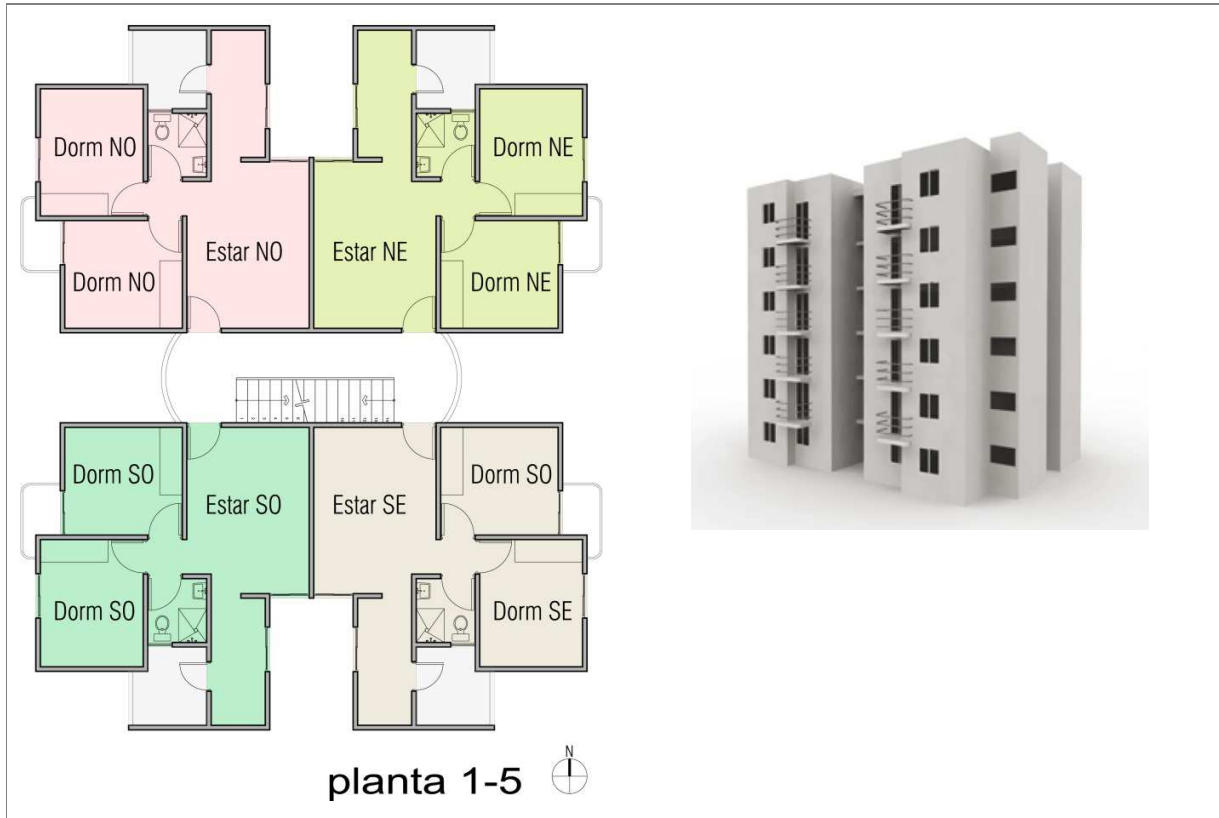 Dorm NO
Dorm NE
Estar NO
Estar NE
Dorm NO
Dorm NE
Dorm SO
Dorm SO
Estar SO
Estar SE
Dorm SO
Dorm SE
planta 1-5
N